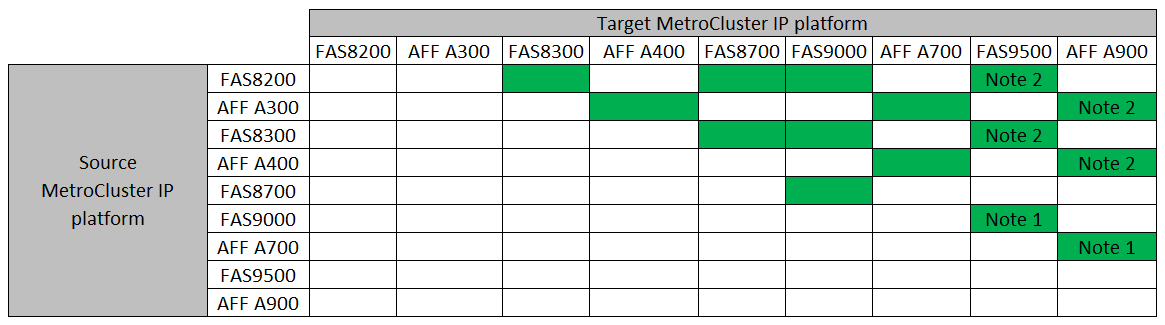 Target MetroCluster IP platform
FAS8200 AFF A300 FAS8300 AFF A400 FAS8700 FAS9000 AFF A700 FAS9500 AFF A900
Source
MetroCluster IP
platform
FAS8200 Note 2
AFF A300 Note 2
FAS8300 Note 2
AFF A400 Note 2
FAS8700
FAS9000 Note 1
AFF A700 Note 1
FAS9500
AFF A900